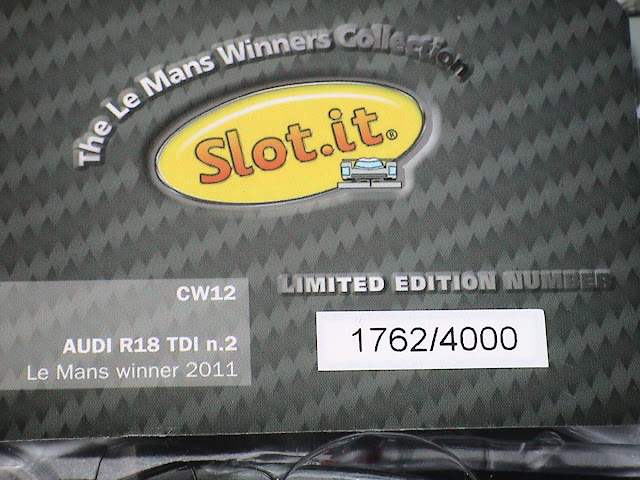 The Le Mans Winners Collection
Slot.it®
CW12
AUDI R18 TDI n.2
Le Mans winner 2011
LIMITED EDITION NUMBER
1762/4000